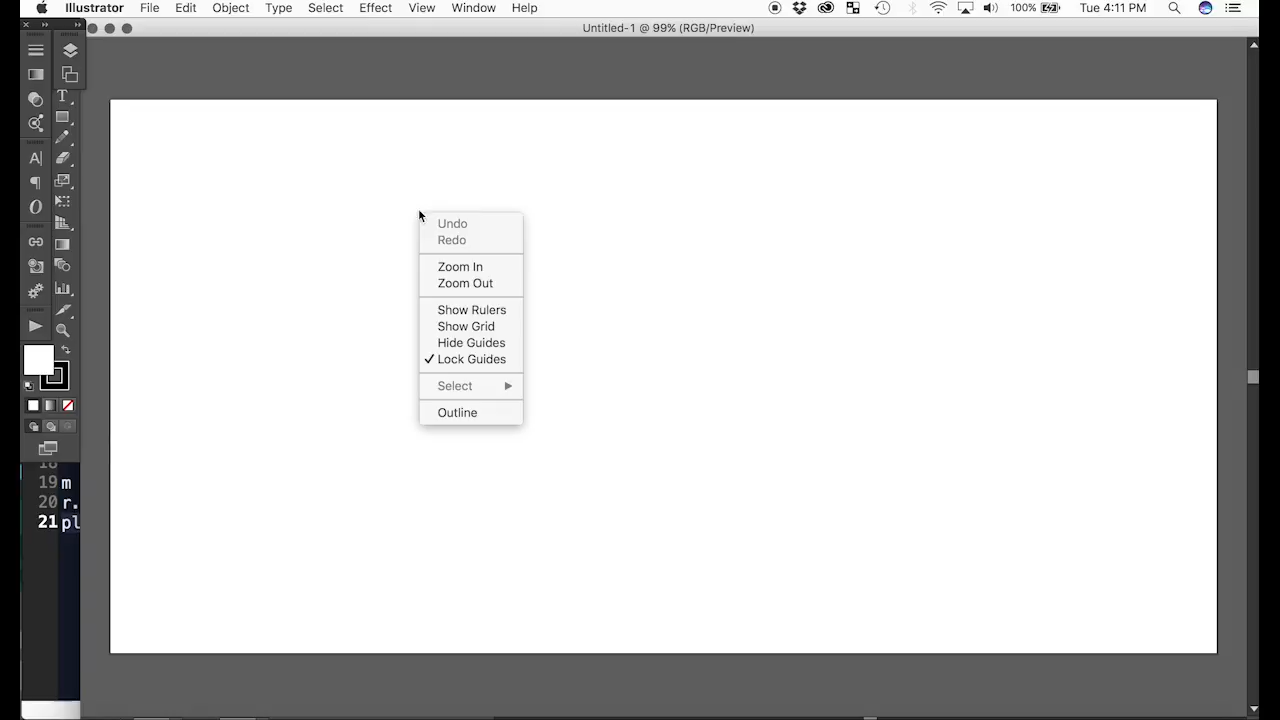 Illustrator File Edit Object Type Select Effect View Window Help 100% Tue 4:11 PM
Untitled-1 @ 99% (RGB/Preview)
Undo
Redo
Zoom In
Zoom Out
Show Rulers
Show Grid
Hide Guides
✓ Lock Guides
Select
Outline
18
19 m
20 r.
21 pl